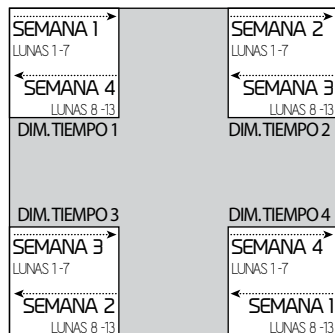 SEMANA 1
LUNAS 1-7
SEMANA 4
LUNAS 8-13
DIM. TIEMPO 1
SEMANA 2
LUNAS 1-7
SEMANA 3
LUNAS 8-13
DIM. TIEMPO 2
DIM. TIEMPO 3
SEMANA 3
LUNAS 1-7
SEMANA 2
LUNAS 8-13
DIM. TIEMPO 4
SEMANA 4
LUNAS 1-7
SEMANA 1
LUNAS 8-13